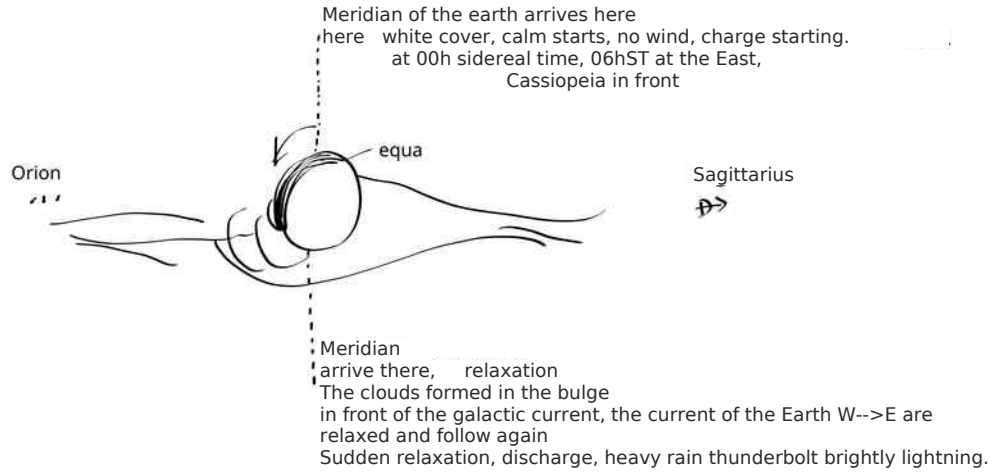 Meridian of the earth arrives here
here white cover, calm starts, no wind, charge starting.
at 00h sidereal time, 06hST at the East,
Cassiopeia in front
equa
Orion
Sagittarius
Meridian
arrive there, relaxation
The clouds formed in the bulge
in front of the galactic current, the current of the Earth W-->E are
relaxed and follow again
Sudden relaxation, discharge, heavy rain thunderbolt brightly lightning.